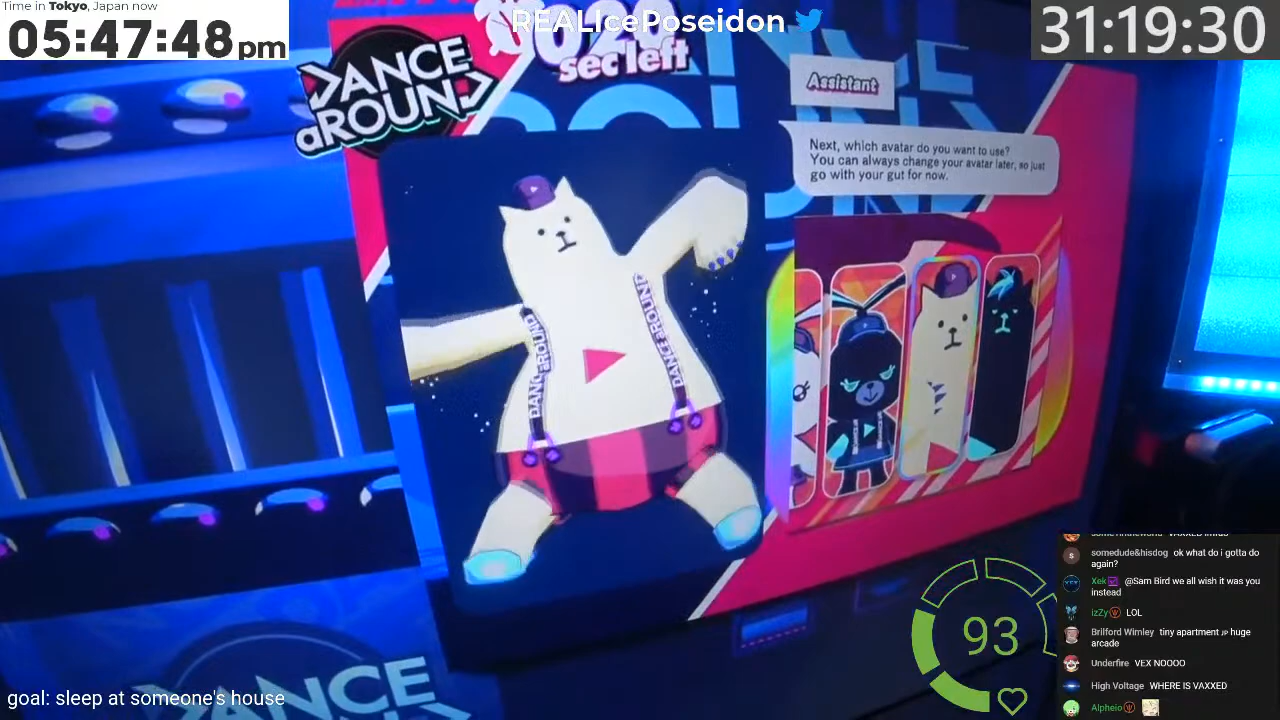 Time in Tokyo, Japan now
05:47:48 pm
REALIcePoseidon
31:19:30
DANCE
aROUND
sec left
Assistant
Next, which avatar do you want to use?
You can always change your avatar later, so just
go with your gut for now.
DANCE aROUND
DANCE aROUND
93
somedude&hisdog ok what do i gotta do
again?
Xek @Sam Bird we all wish it was you
instead
izZy LOL
Brilford Wimley tiny apartment JP huge
arcade
Underfire VEX NOOOO
High Voltage WHERE IS VAXXED
Alpheio
goal: sleep at someone's house
DANCE